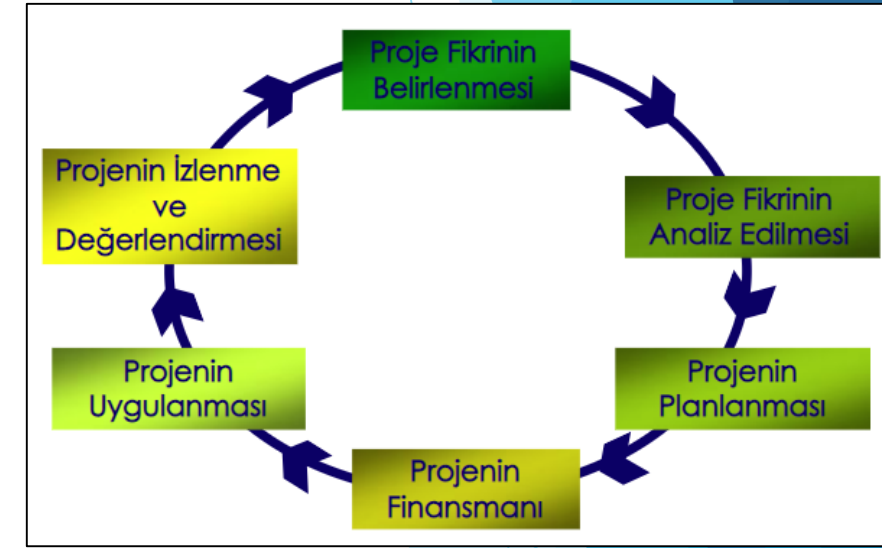 Proje Fikrinin
Belirlenmesi
Proje Fikrinin
Analiz Edilmesi
Projenin
Planlanması
Projenin
Finansmanı
Projenin
Uygulanması
Projenin İzlenme
ve
Değerlendirmesi